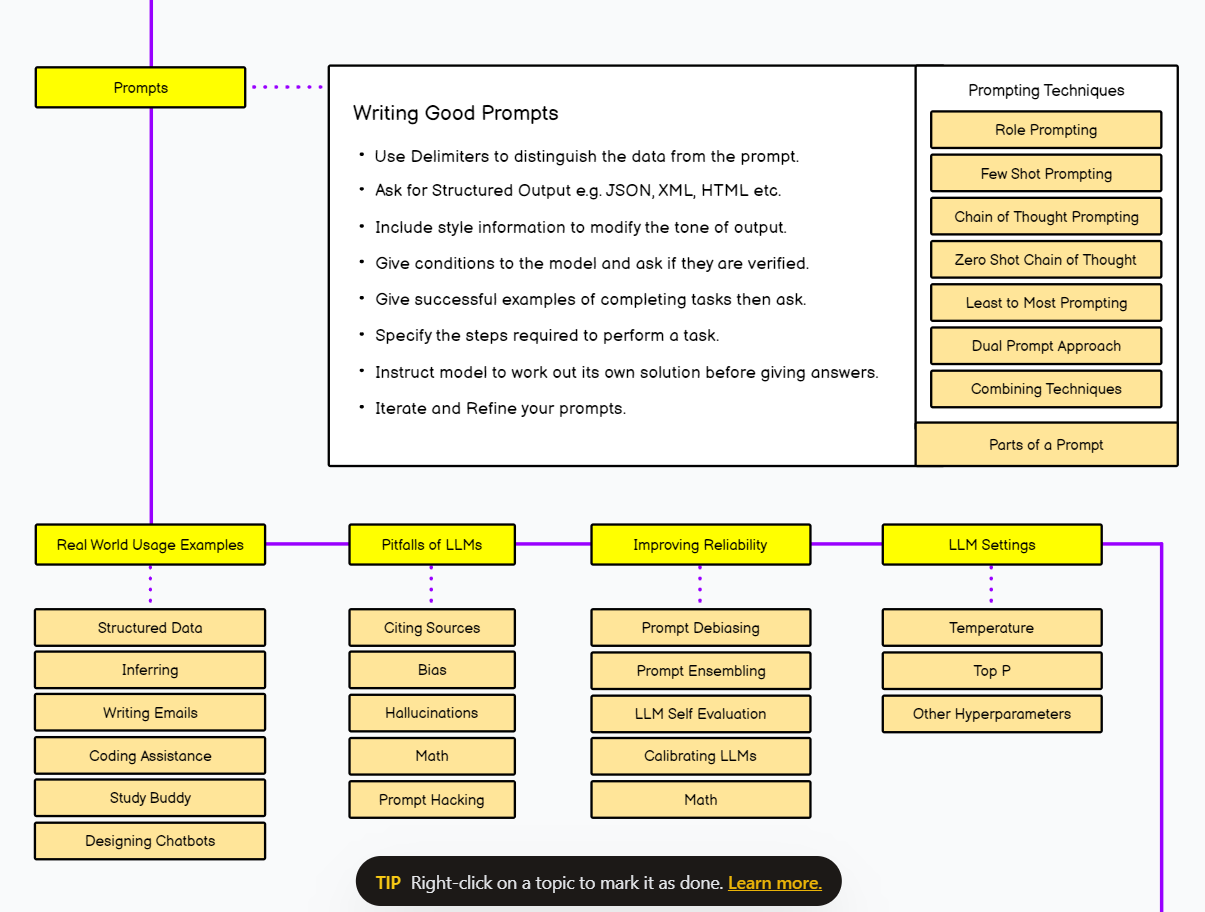 Prompts
Writing Good Prompts
• Use Delimiters to distinguish the data from the prompt.
• Ask for Structured Output e.g. JSON, XML, HTML etc.
• Include style information to modify the tone of output.
• Give conditions to the model and ask if they are verified.
• Give successful examples of completing tasks then ask.
• Specify the steps required to perform a task.
• Instruct model to work out its own solution before giving answers.
• Iterate and Refine your prompts.
Prompting Techniques
Role Prompting
Few Shot Prompting
Chain of Thought Prompting
Zero Shot Chain of Thought
Least to Most Prompting
Dual Prompt Approach
Combining Techniques
Parts of a Prompt
Real World Usage Examples
Structured Data
Inferring
Writing Emails
Coding Assistance
Study Buddy
Designing Chatbots
Pitfalls of LLMs
Citing Sources
Bias
Hallucinations
Math
Prompt Hacking
Improving Reliability
Prompt Debiasing
Prompt Ensembling
LLM Self Evaluation
Calibrating LLMs
Math
LLM Settings
Temperature
Top P
Other Hyperparameters
TIP Right-click on a topic to mark it as done. Learn more.